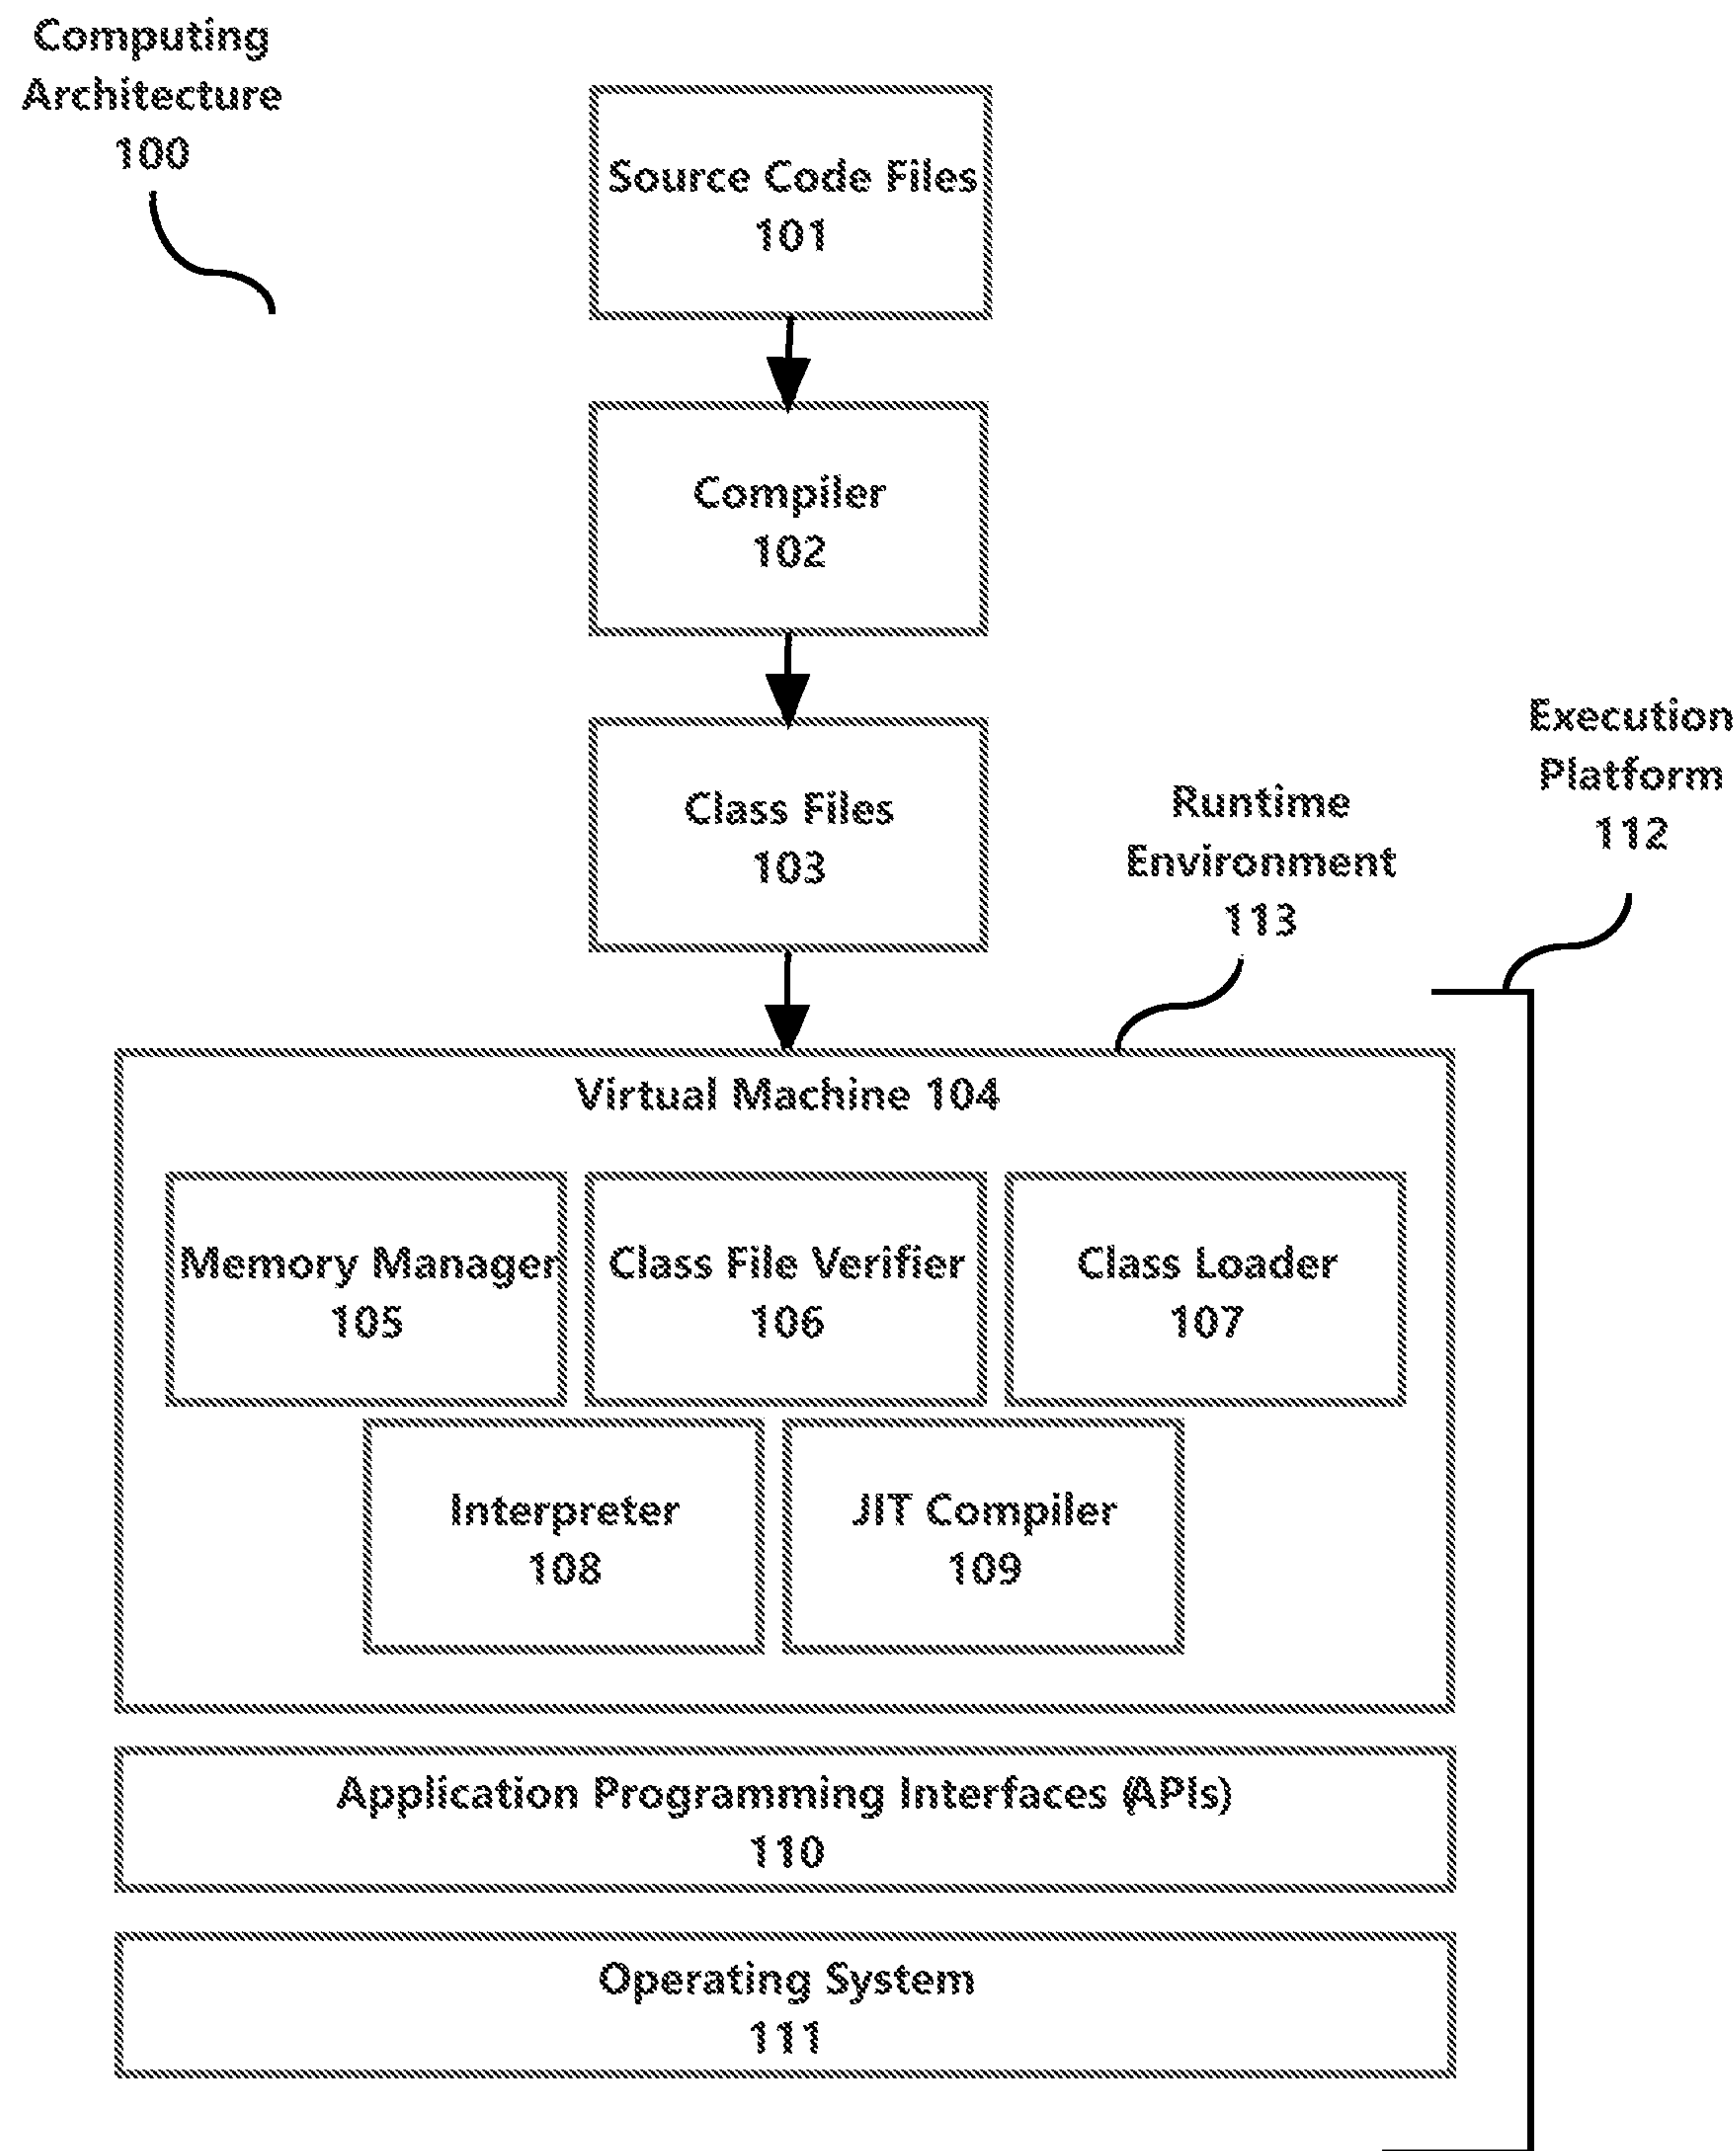 Computing
Architecture
100
Source Code Files
101
Compiler
102
Class Files
103
Execution
Platform
112
Runtime
Environment
113
Virtual Machine 104
Memory Manager
105
Class File Verifier
106
Class Loader
107
Interpreter
108
JIT Compiler
109
Application Programming Interfaces (APIs)
110
Operating System
111